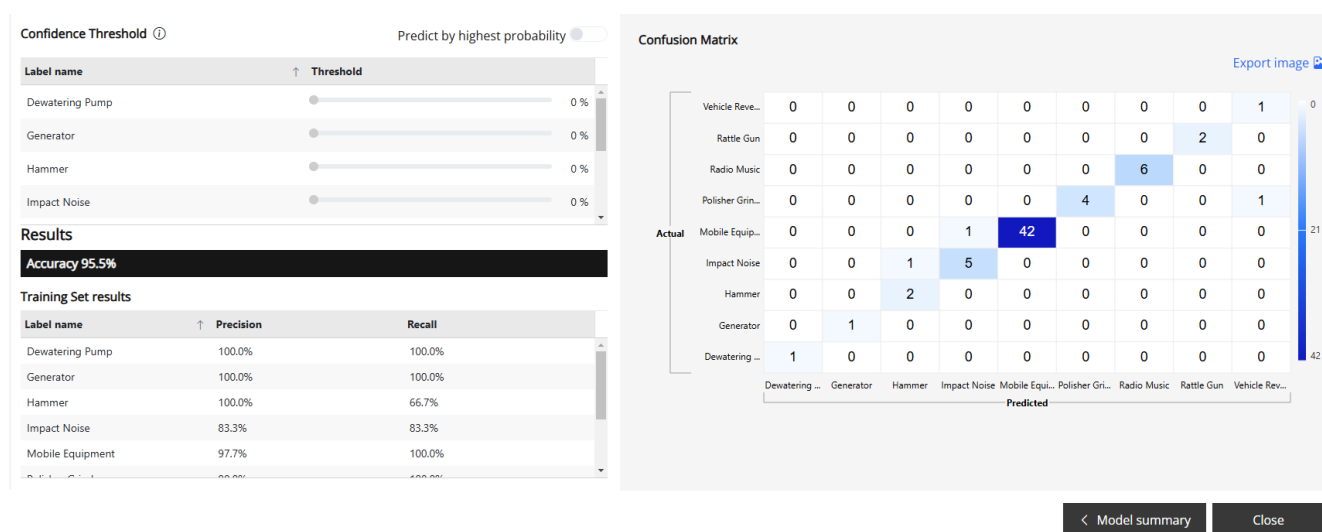 Confidence Threshold
Predict by highest probability
Label name ↑ Threshold
Dewatering Pump 0 %
Generator 0 %
Hammer 0 %
Impact Noise 0 %
Results
Accuracy 95.5%
Training Set results
Label name ↑ Precision Recall
Dewatering Pump 100.0% 100.0%
Generator 100.0% 100.0%
Hammer 100.0% 66.7%
Impact Noise 83.3% 83.3%
Mobile Equipment 97.7% 100.0%
Confusion Matrix
Export image
Vehicle Reve... 0 0 0 0 0 0 0 0 1
Rattle Gun 0 0 0 0 0 0 0 2 0
Radio Music 0 0 0 0 0 0 6 0 0
Polisher Grin... 0 0 0 0 0 4 0 0 1
Actual
Mobile Equip... 0 0 0 1 42 0 0 0 0
Impact Noise 0 0 1 5 0 0 0 0 0
Hammer 0 0 2 0 0 0 0 0 0
Generator 0 1 0 0 0 0 0 0 0
Dewatering ... 1 0 0 0 0 0 0 0 0
Dewatering ... Generator Hammer Impact Noise Mobile Equi... Polisher Gri... Radio Music Rattle Gun Vehicle Rev...
Predicted
0
21
42
< Model summary
Close